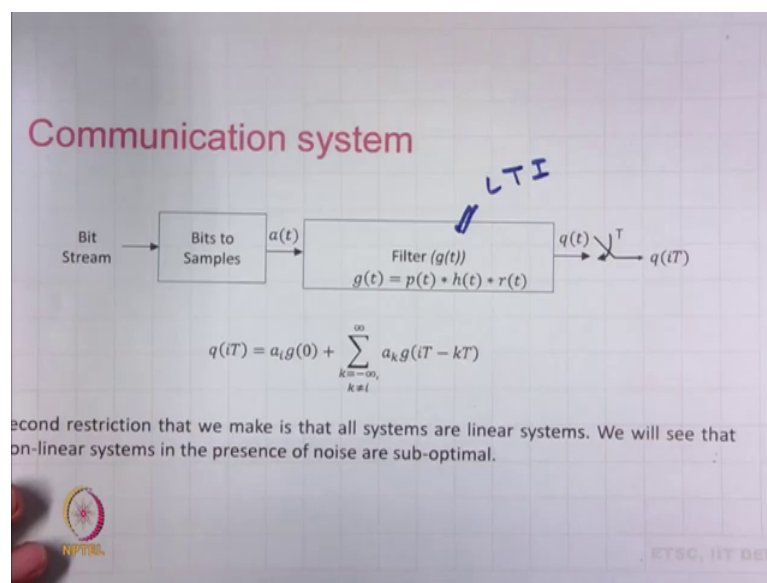 Communication system
LTI
Bit Stream
Bits to Samples
a(t)
Filter (g(t))
g(t) = p(t) * h(t) * r(t)
q(t)
T
q(iT)
q(iT) = a_i g(0) + ∑_{k=-∞, k≠i}^{∞} a_k g(iT − kT)
econd restriction that we make is that all systems are linear systems. We will see that
on-linear systems in the presence of noise are sub-optimal.
NPTEL
ETSC, IIT DE